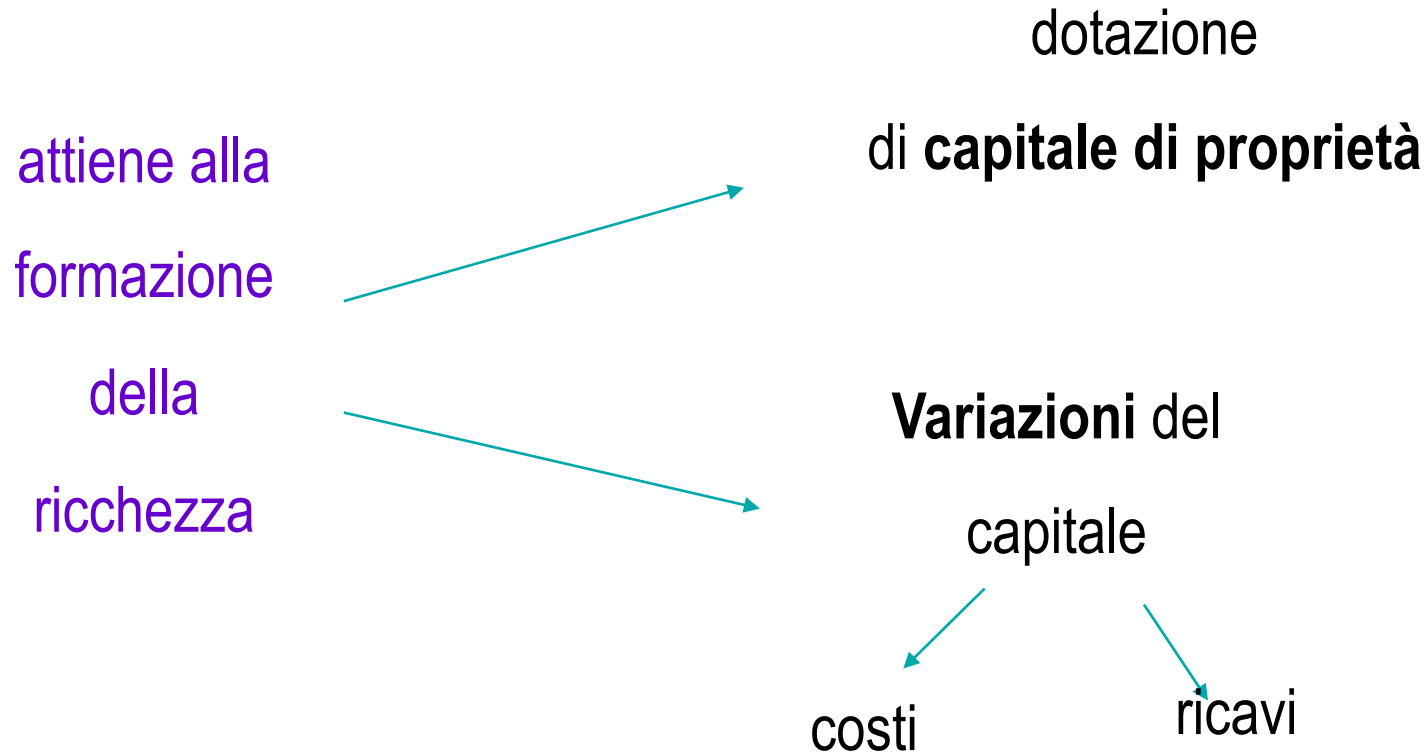 attiene alla
formazione
della
ricchezza
dotazione
di capitale di proprietà
Variazioni del
capitale
costi
ricavi